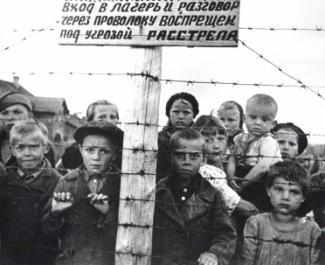 Вход в лагерь и разговор
через проволоку воспрещен
под угрозой расстрела